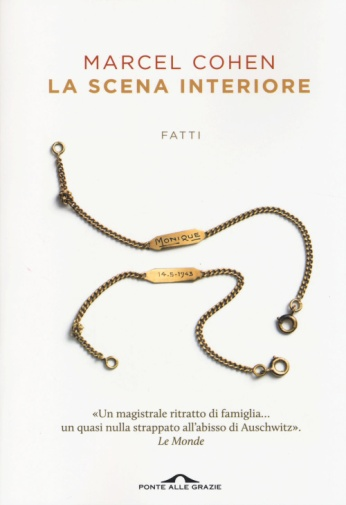 MARCEL COHEN
LA SCENA INTERIORE
FATTI
MONIQUE
14.5-1943
«Un magistrale ritratto di famiglia...
un quasi nulla strappato all'abisso di Auschwitz».
Le Monde
PONTE ALLE GRAZIE